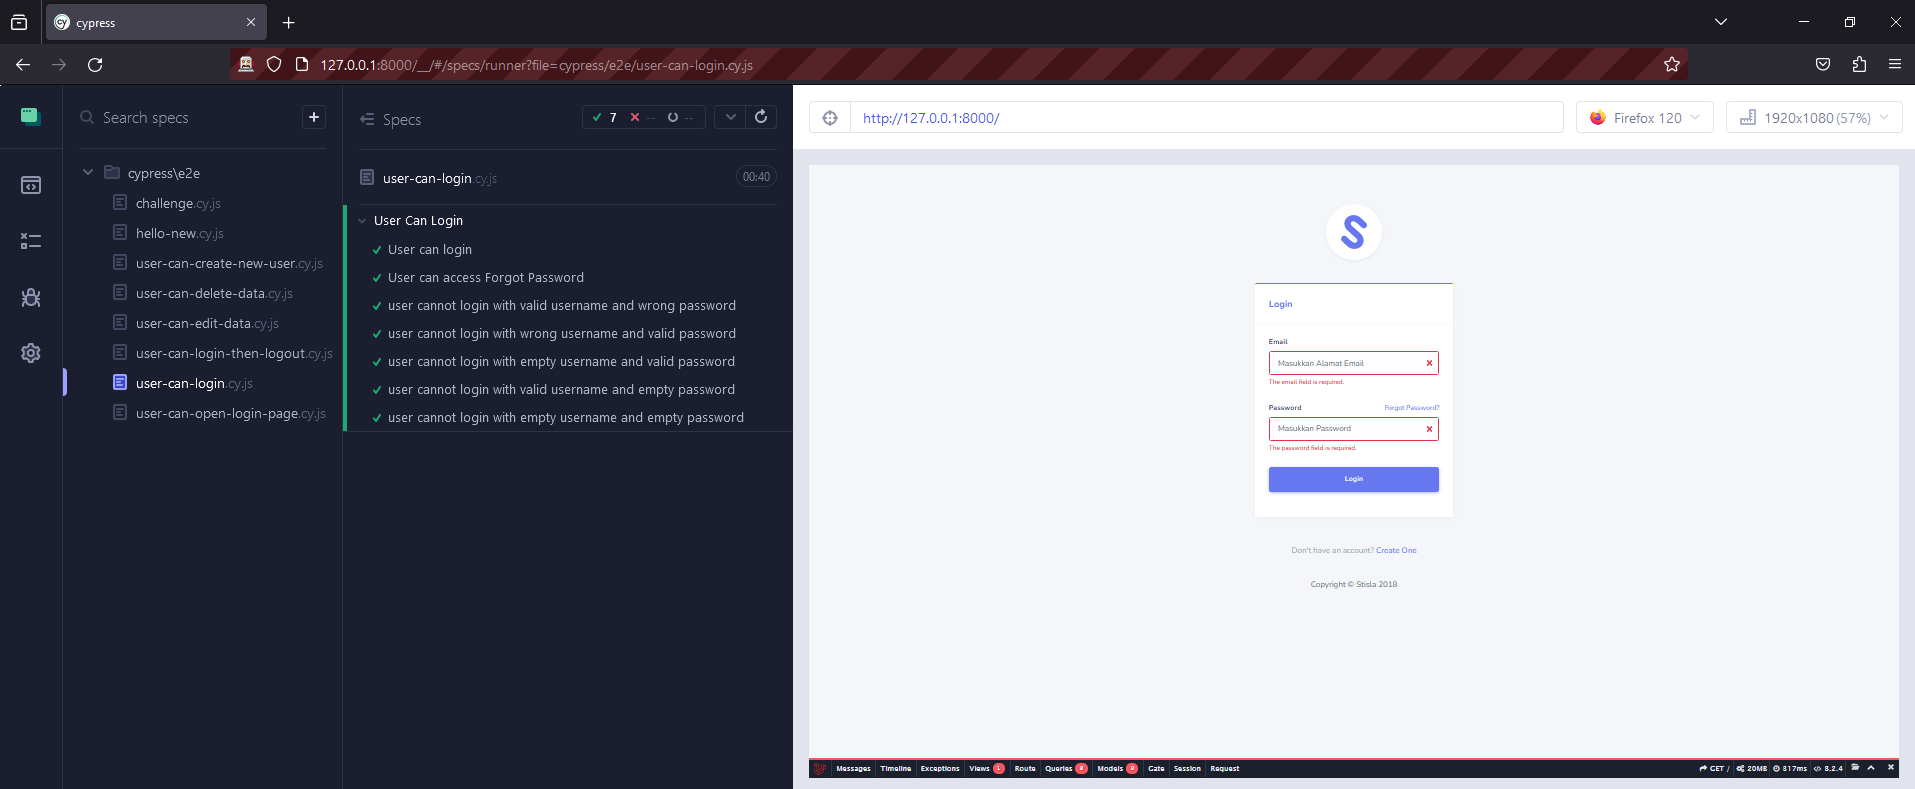 cypress
127.0.0.1:8000/__/#/specs/runner?file=cypress/e2e/user-can-login.cy.js
Search specs
cypress\e2e
challenge.cy.js
hello-new.cy.js
user-can-create-new-user.cy.js
user-can-delete-data.cy.js
user-can-edit-data.cy.js
user-can-login-then-logout.cy.js
user-can-login.cy.js
user-can-open-login-page.cy.js
Specs
7 -- --
user-can-login.cy.js 00:40
User Can Login
User can login
User can access Forgot Password
user cannot login with valid username and wrong password
user cannot login with wrong username and valid password
user cannot login with empty username and valid password
user cannot login with valid username and empty password
user cannot login with empty username and empty password
http://127.0.0.1:8000/ Firefox 120 1920x1080 (57%)
Login
Email
Masukkan Alamat Email
The email field is required.
Password Forgot Password?
Masukkan Password
The password field is required.
Login
Don't have an account? Create One
Copyright © Stisla 2018
Messages Timeline Exceptions Views 1 Route Queries Models Gate Session Request GET / 20MB 817ms 8.2.4